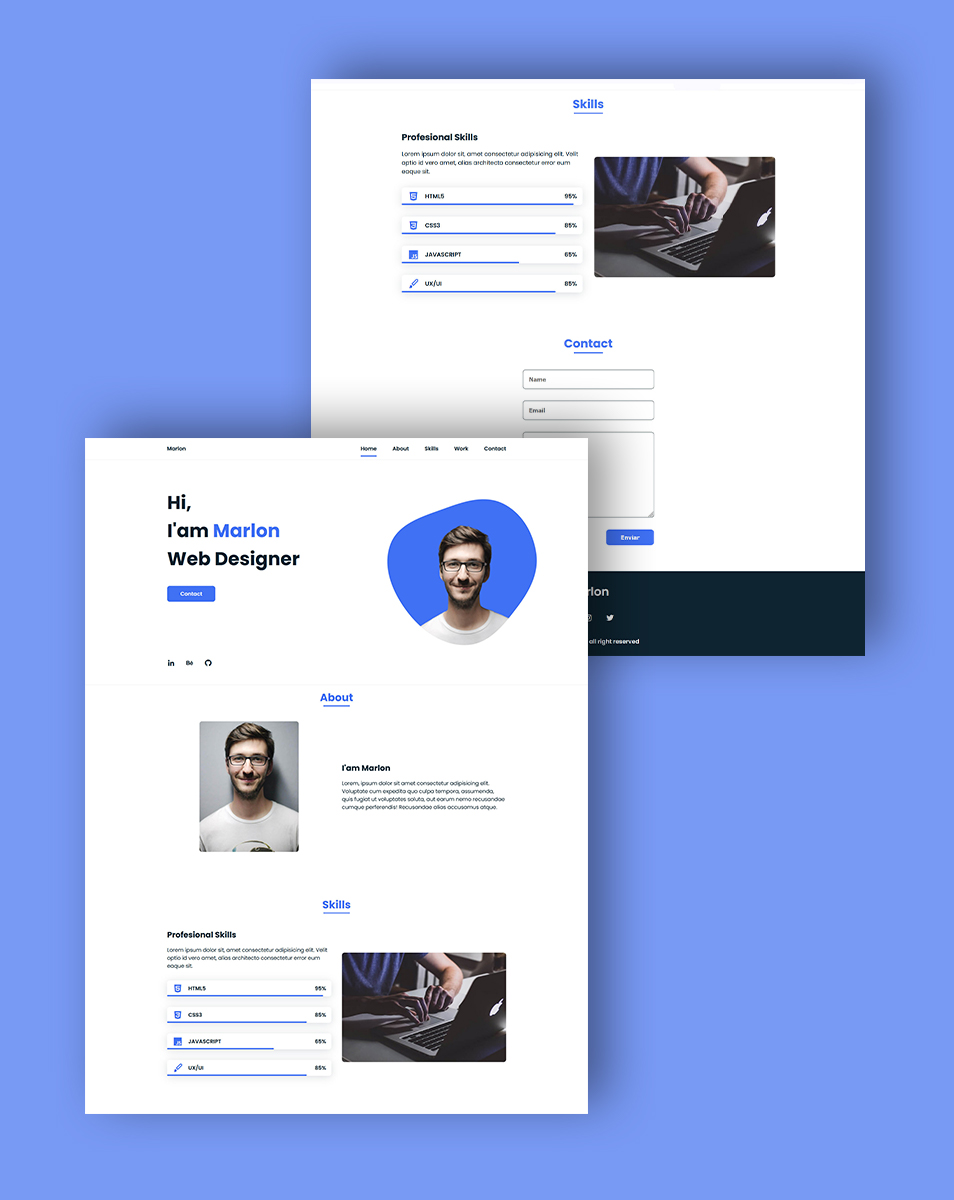 Skills
Profesional Skills
Lorem ipsum dolor sit, amet consectetur adipisicing elit. Velit
optio id vero amet, alias architecto consectetur error eum
eaque sit.
HTML5 95%
CSS3 85%
JAVASCRIPT 65%
UX/UI 85%
Contact
Name
Email
Enviar
rlon
all right reserved
Marlon
Home About Skills Work Contact
Hi,
I'am Marlon
Web Designer
Contact
in Bē
About
I'am Marlon
Lorem, ipsum dolor sit amet consectetur adipisicing elit.
Voluptate cum expedita quo culpa tempora, assumenda,
quis fugiat ut voluptates soluta, aut earum nemo recusandae
cumque perferendis! Recusandae alias accusamus atque.
Skills
Profesional Skills
Lorem ipsum dolor sit, amet consectetur adipisicing elit. Velit
optio id vero amet, alias architecto consectetur error eum
eaque sit.
HTML5 95%
CSS3 85%
JAVASCRIPT 65%
UX/UI 85%